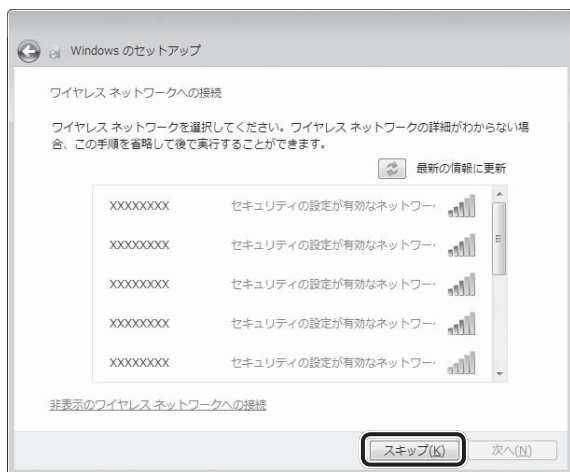 Windows のセットアップ
ワイヤレス ネットワークへの接続
ワイヤレス ネットワークを選択してください。ワイヤレス ネットワークの詳細がわからない場
合、この手順を省略して後で実行することができます。
最新の情報に更新
XXXXXXXX セキュリティの設定が有効なネットワー
XXXXXXXX セキュリティの設定が有効なネットワー
XXXXXXXX セキュリティの設定が有効なネットワー
XXXXXXXX セキュリティの設定が有効なネットワー
XXXXXXXX セキュリティの設定が有効なネットワー
非表示のワイヤレス ネットワークへの接続
スキップ(K) 次へ(N)